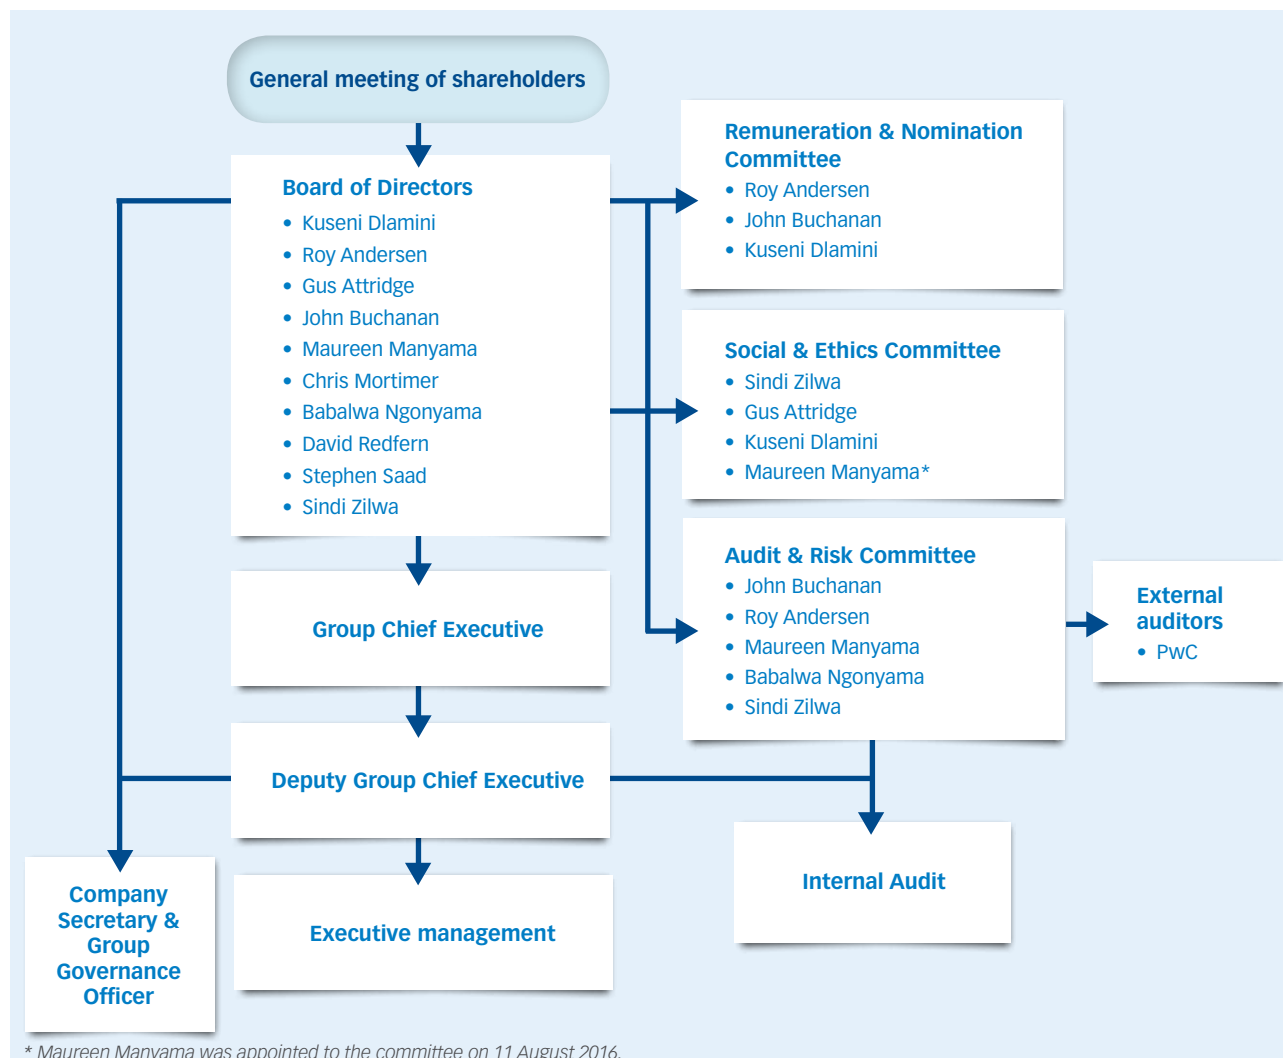 General meeting of shareholders
Board of Directors
• Kuseni Dlamini
• Roy Andersen
• Gus Attridge
• John Buchanan
• Maureen Manyama
• Chris Mortimer
• Babalwa Ngonyama
• David Redfern
• Stephen Saad
• Sindi Zilwa
Remuneration & Nomination
Committee
• Roy Andersen
• John Buchanan
• Kuseni Dlamini
Social & Ethics Committee
• Sindi Zilwa
• Gus Attridge
• Kuseni Dlamini
• Maureen Manyama*
Audit & Risk Committee
• John Buchanan
• Roy Andersen
• Maureen Manyama
• Babalwa Ngonyama
• Sindi Zilwa
External
auditors
• PwC
Group Chief Executive
Deputy Group Chief Executive
Internal Audit
Executive management
Company
Secretary &
Group
Governance
Officer
* Maureen Manyama was appointed to the committee on 11 August 2016.